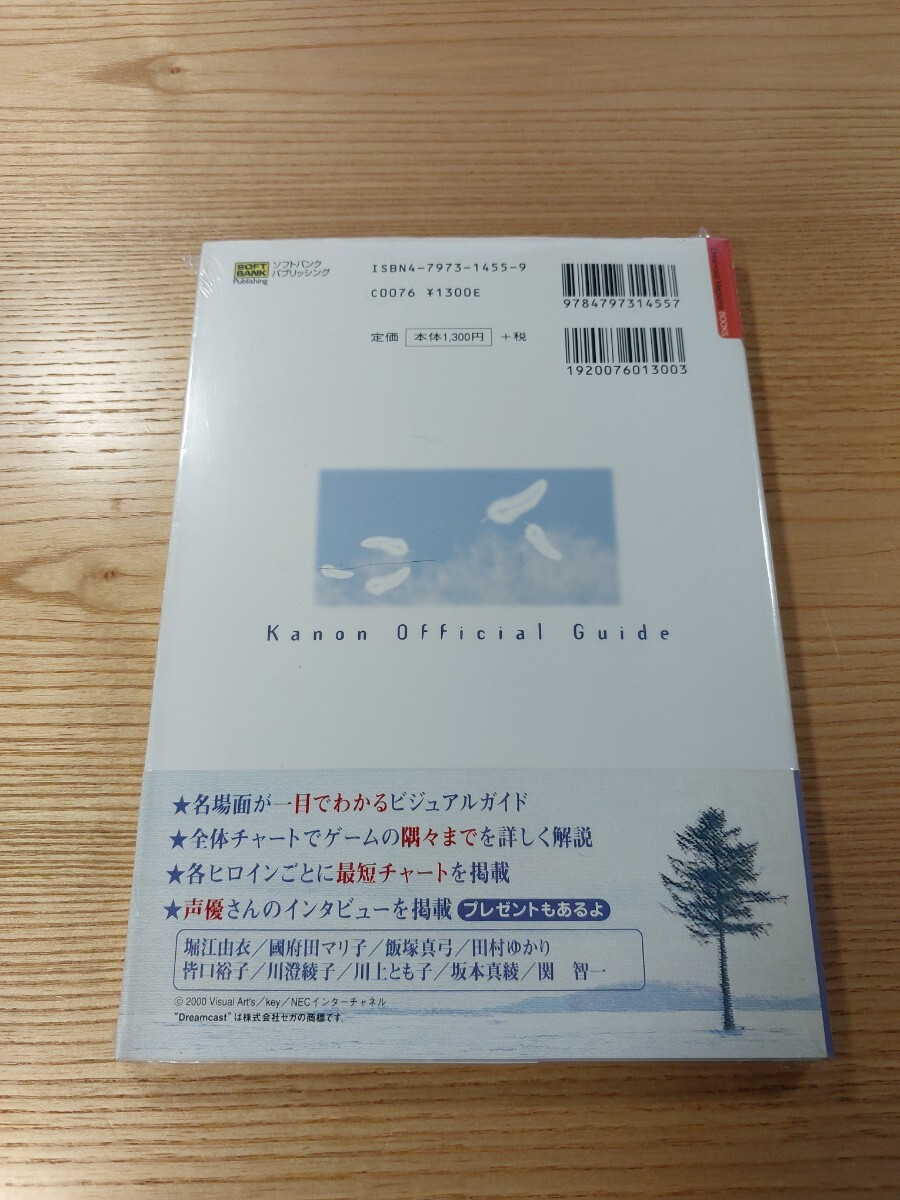 SOFT BANK Publishing
ソフトバンク
パブリッシング
ISBN4-7973-1455-9
C0076 ¥1300E
定価 本体1,300円 +税
9784797314557
1920076013003
BOOKS
Kanon Official Guide
★名場面が一目でわかるビジュアルガイド
★全体チャートでゲームの隅々までを詳しく解説
★各ヒロインごとに最短チャートを掲載
★声優さんのインタビューを掲載 プレゼントもあるよ
堀江由衣／國府田マリ子／飯塚真弓／田村ゆかり
皆口裕子／川澄綾子／川上とも子／坂本真綾／関 智一
© 2000 Visual Art's／key／NECインターチャネル
"Dreamcast"は株式会社セガの商標です。